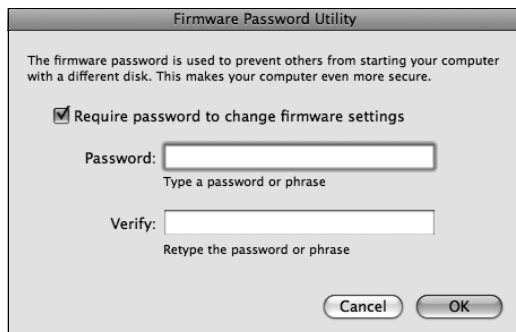 Firmware Password Utility
The firmware password is used to prevent others from starting your computer
with a different disk. This makes your computer even more secure.
Require password to change firmware settings
Password:
Type a password or phrase
Verify:
Retype the password or phrase
Cancel OK